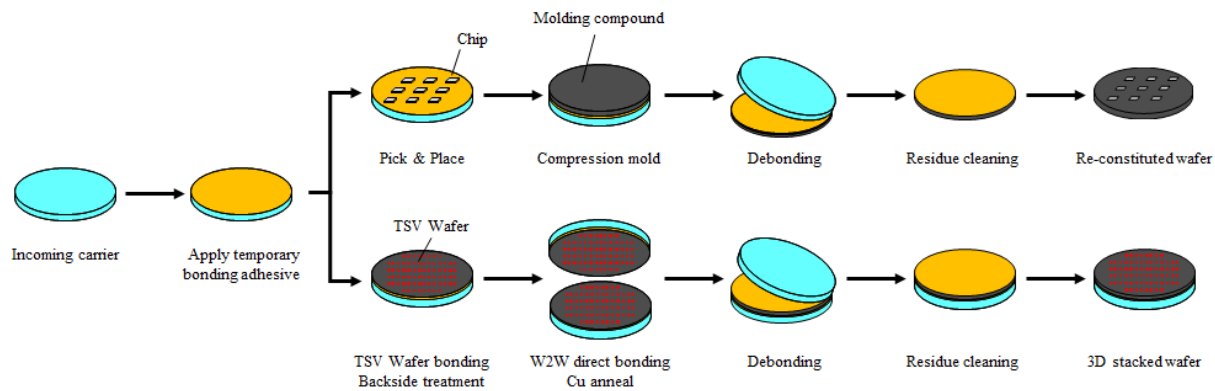 Molding compound
Chip
Pick & Place
Compression mold
Debonding
Residue cleaning
Re-constituted wafer
Incoming carrier
Apply temporary
bonding adhesive
TSV Wafer
TSV Wafer bonding
Backside treatment
W2W direct bonding
Cu anneal
Debonding
Residue cleaning
3D stacked wafer